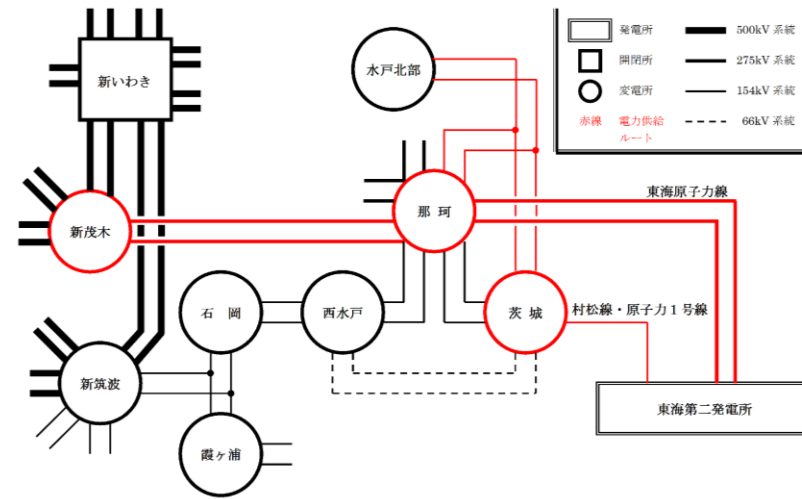 発電所
500kV 系統
新いわき
水戸北部
開閉所
275kV 系統
変電所
154kV 系統
赤線
電力供給
ルート
66kV 系統
東海原子力線
新茂木
那 珂
石 岡
西水戸
茨 城
村松線・原子力1号線
新筑波
東海第二発電所
霞ヶ浦